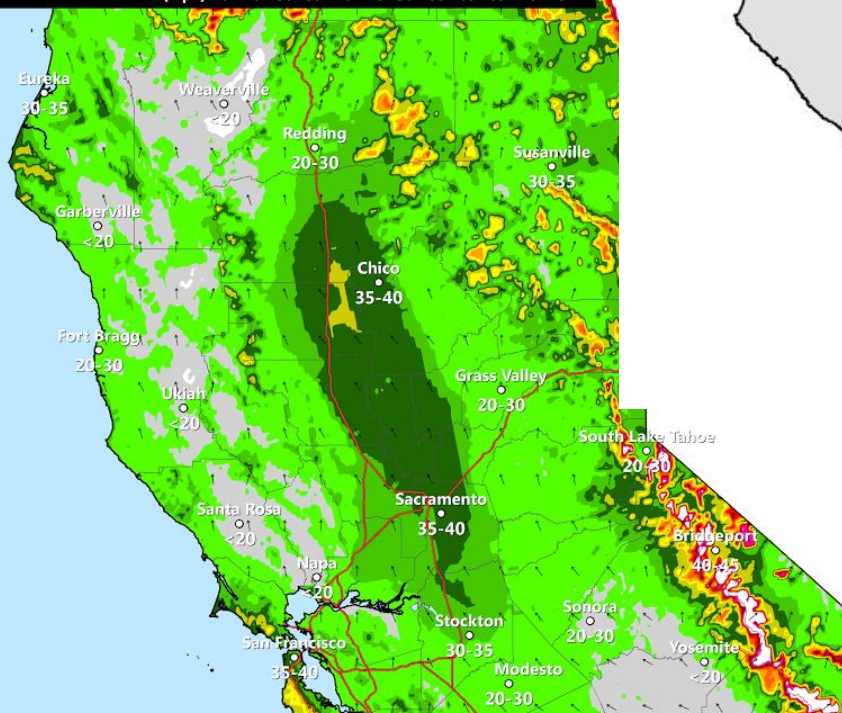 Eureka
30-35
Weaverville
<20
Redding
20-30
Susanville
30-35
Garberville
<20
Chico
35-40
Fort Bragg
20-30
Ukiah
<20
Grass Valley
20-30
South Lake Tahoe
20-30
Santa Rosa
<20
Sacramento
35-40
Bridgeport
40-45
Napa
<20
Sonora
20-30
Stockton
30-35
San Francisco
35-40
Yosemite
<20
Modesto
20-30